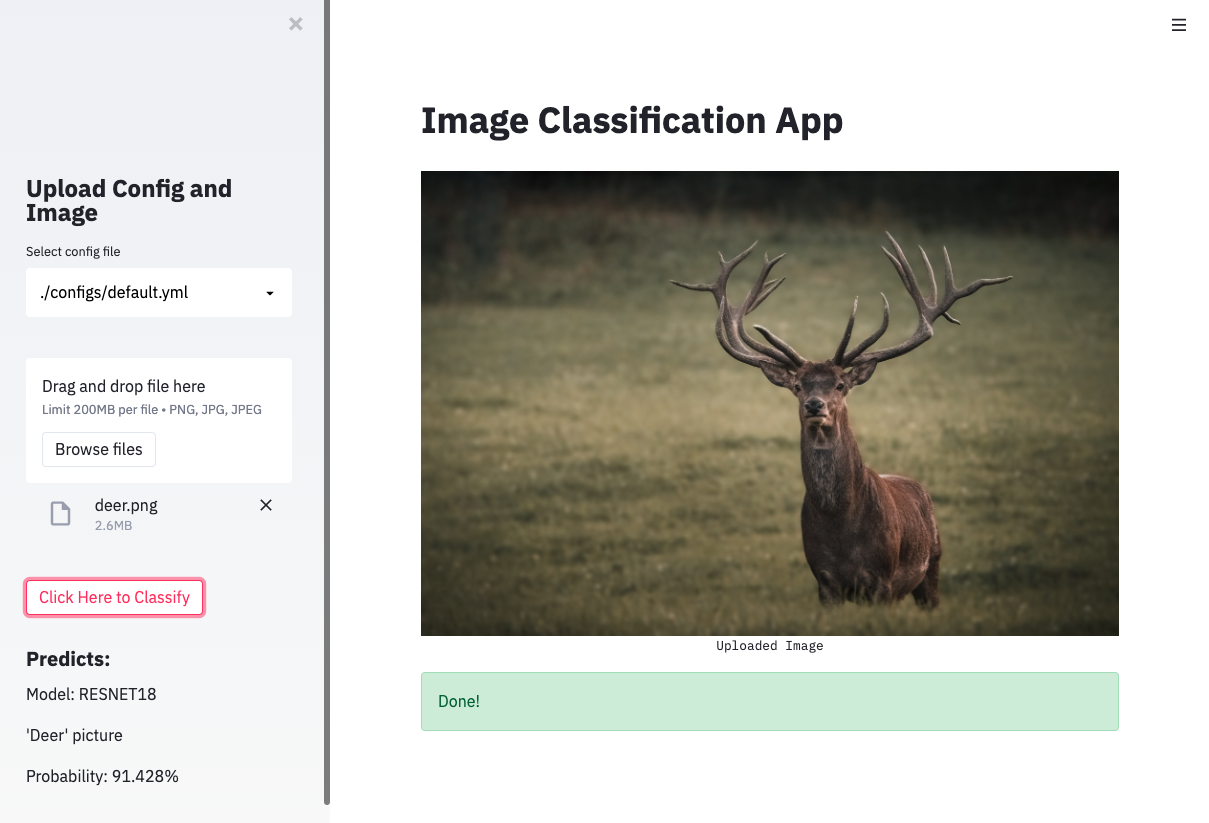 Upload Config and
Image
Select config file
./configs/default.yml
Drag and drop file here
Limit 200MB per file • PNG, JPG, JPEG
Browse files
deer.png
2.6MB
Click Here to Classify
Predicts:
Model: RESNET18
'Deer' picture
Probability: 91.428%
Image Classification App
Uploaded Image
Done!